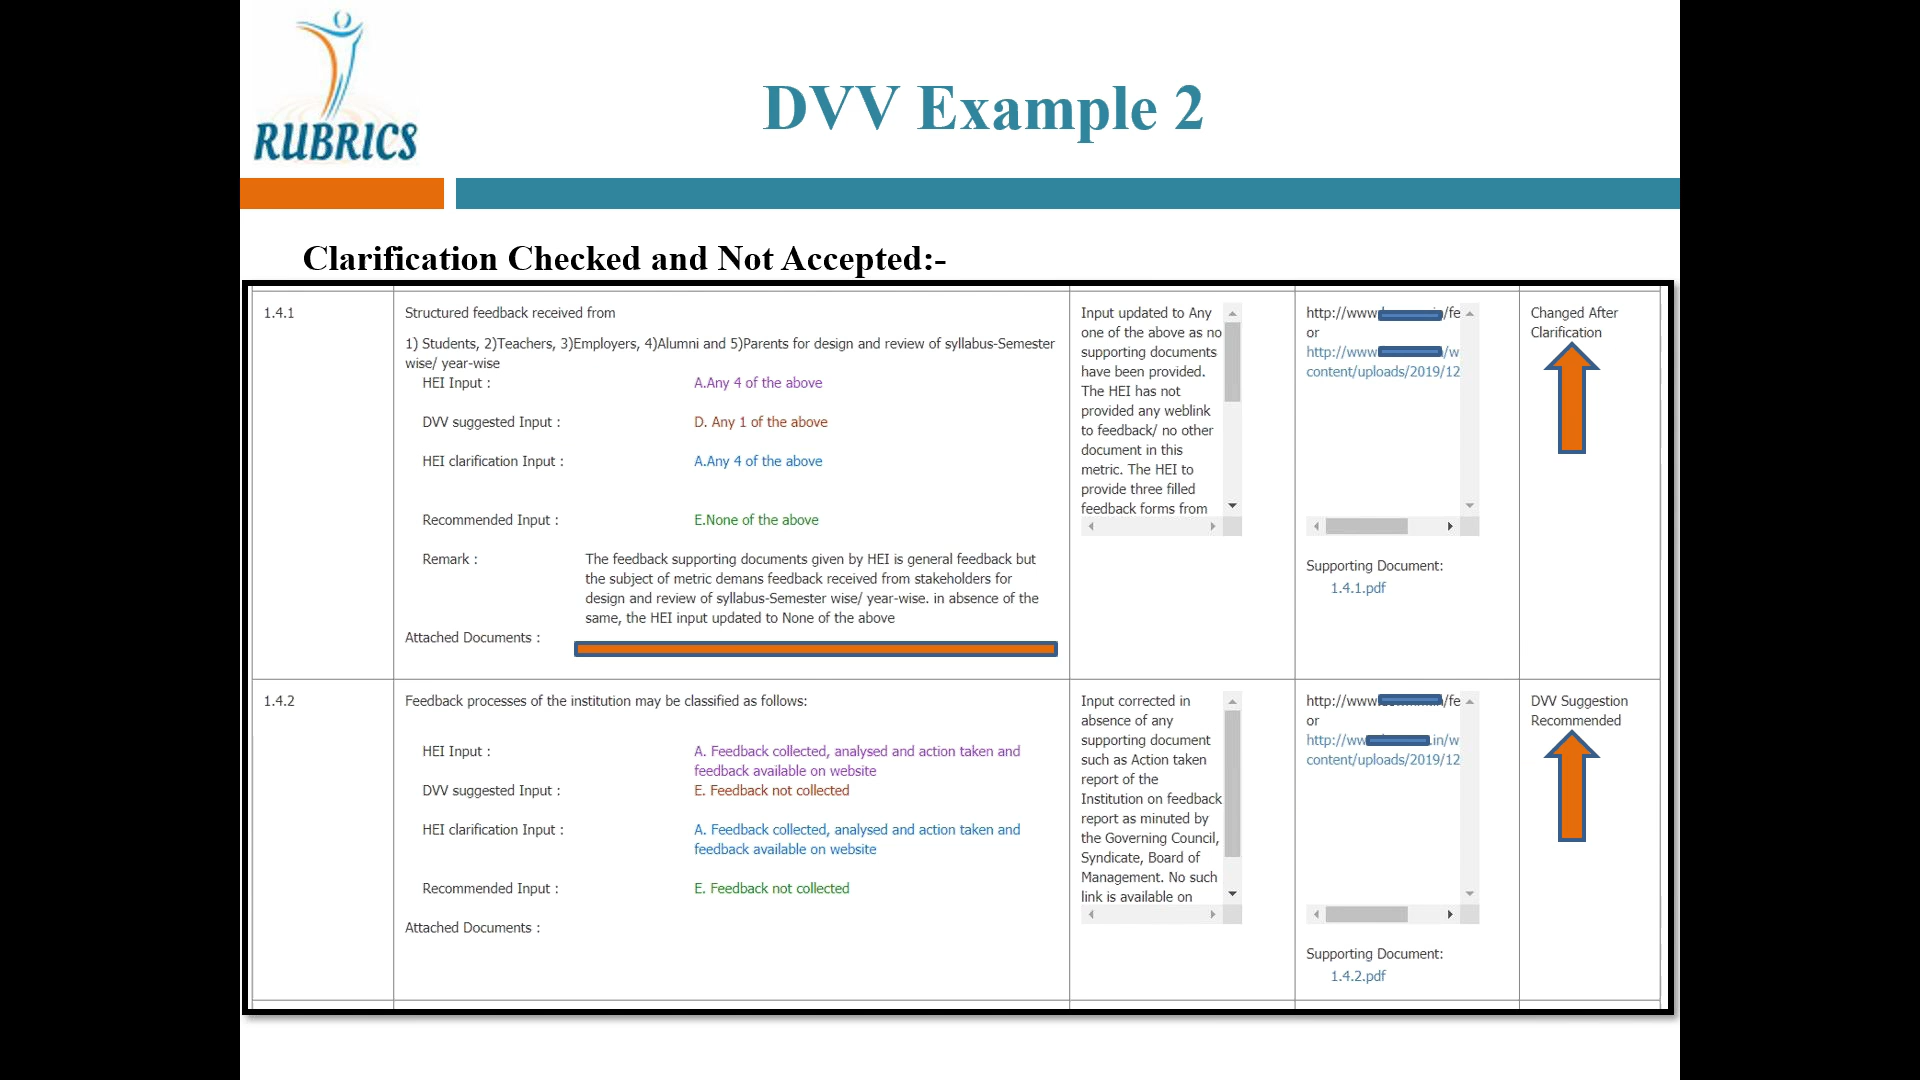 RUBRICS
DVV Example 2
Clarification Checked and Not Accepted:-
1.4.1
Structured feedback received from
1) Students, 2)Teachers, 3)Employers, 4)Alumni and 5)Parents for design and review of syllabus-Semester
wise/ year-wise
HEI Input : A.Any 4 of the above
DVV suggested Input : D. Any 1 of the above
HEI clarification Input : A.Any 4 of the above
Recommended Input : E.None of the above
Remark : The feedback supporting documents given by HEI is general feedback but
the subject of metric demans feedback received from stakeholders for
design and review of syllabus-Semester wise/ year-wise. in absence of the
same, the HEI input updated to None of the above
Attached Documents :
Input updated to Any
one of the above as no
supporting documents
have been provided.
The HEI has not
provided any weblink
to feedback/ no other
document in this
metric. The HEI to
provide three filled
feedback forms from
http://www /fe
or
http://www /w
content/uploads/2019/12
Supporting Document:
1.4.1.pdf
Changed After
Clarification
1.4.2
Feedback processes of the institution may be classified as follows:
HEI Input : A. Feedback collected, analysed and action taken and
feedback available on website
DVV suggested Input : E. Feedback not collected
HEI clarification Input : A. Feedback collected, analysed and action taken and
feedback available on website
Recommended Input : E. Feedback not collected
Attached Documents :
Input corrected in
absence of any
supporting document
such as Action taken
report of the
Institution on feedback
report as minuted by
the Governing Council,
Syndicate, Board of
Management. No such
link is available on
http://www /fe
or
http://ww .in/w
content/uploads/2019/12
Supporting Document:
1.4.2.pdf
DVV Suggestion
Recommended